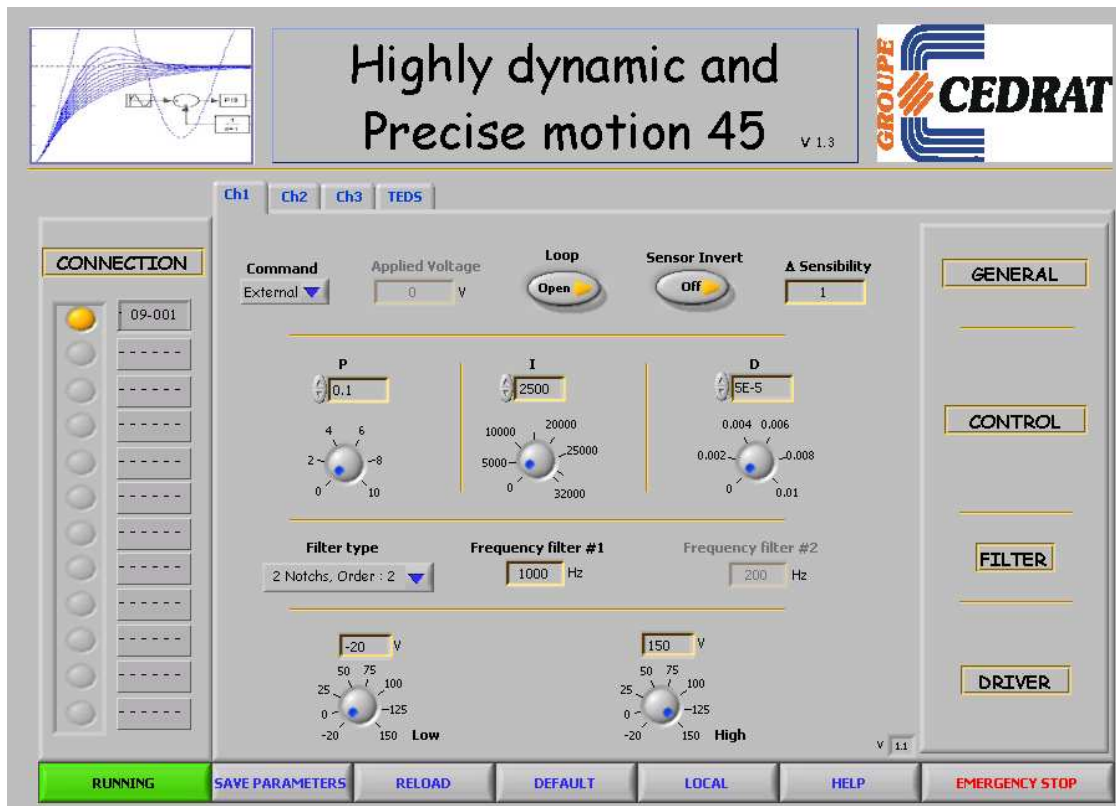 Highly dynamic and
Precise motion 45
V 1.3
GROUPE
CEDRAT
Ch1 Ch2 Ch3 TEDS
CONNECTION
09-001
- - - - - -
- - - - - -
- - - - - -
- - - - - -
- - - - - -
- - - - - -
- - - - - -
- - - - - -
- - - - - -
- - - - - -
- - - - - -
Command Applied Voltage Loop Sensor Invert Δ Sensibility
External 0 V Open Off 1
P I D
0.1 2500 5E-5
4 6 10000 20000 0.004 0.006
2 8 5000 25000 0.002 0.008
0 10 0 32000 0 0.01
Filter type Frequency filter #1 Frequency filter #2
2 Notchs, Order : 2 1000 Hz 200 Hz
-20 V 150 V
50 75 50 75
25 100 25 100
0 125 0 125
-20 150 Low -20 150 High
V 1.1
GENERAL
CONTROL
FILTER
DRIVER
RUNNING SAVE PARAMETERS RELOAD DEFAULT LOCAL HELP EMERGENCY STOP